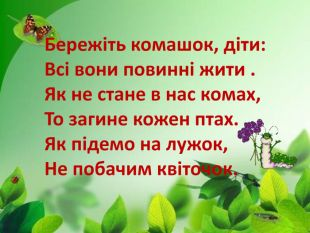 Бережіть комашок, діти:
Всі вони повинні жити .
Як не стане в нас комах,
То загине кожен птах.
Як підемо на лужок,
Не побачим квіточок.